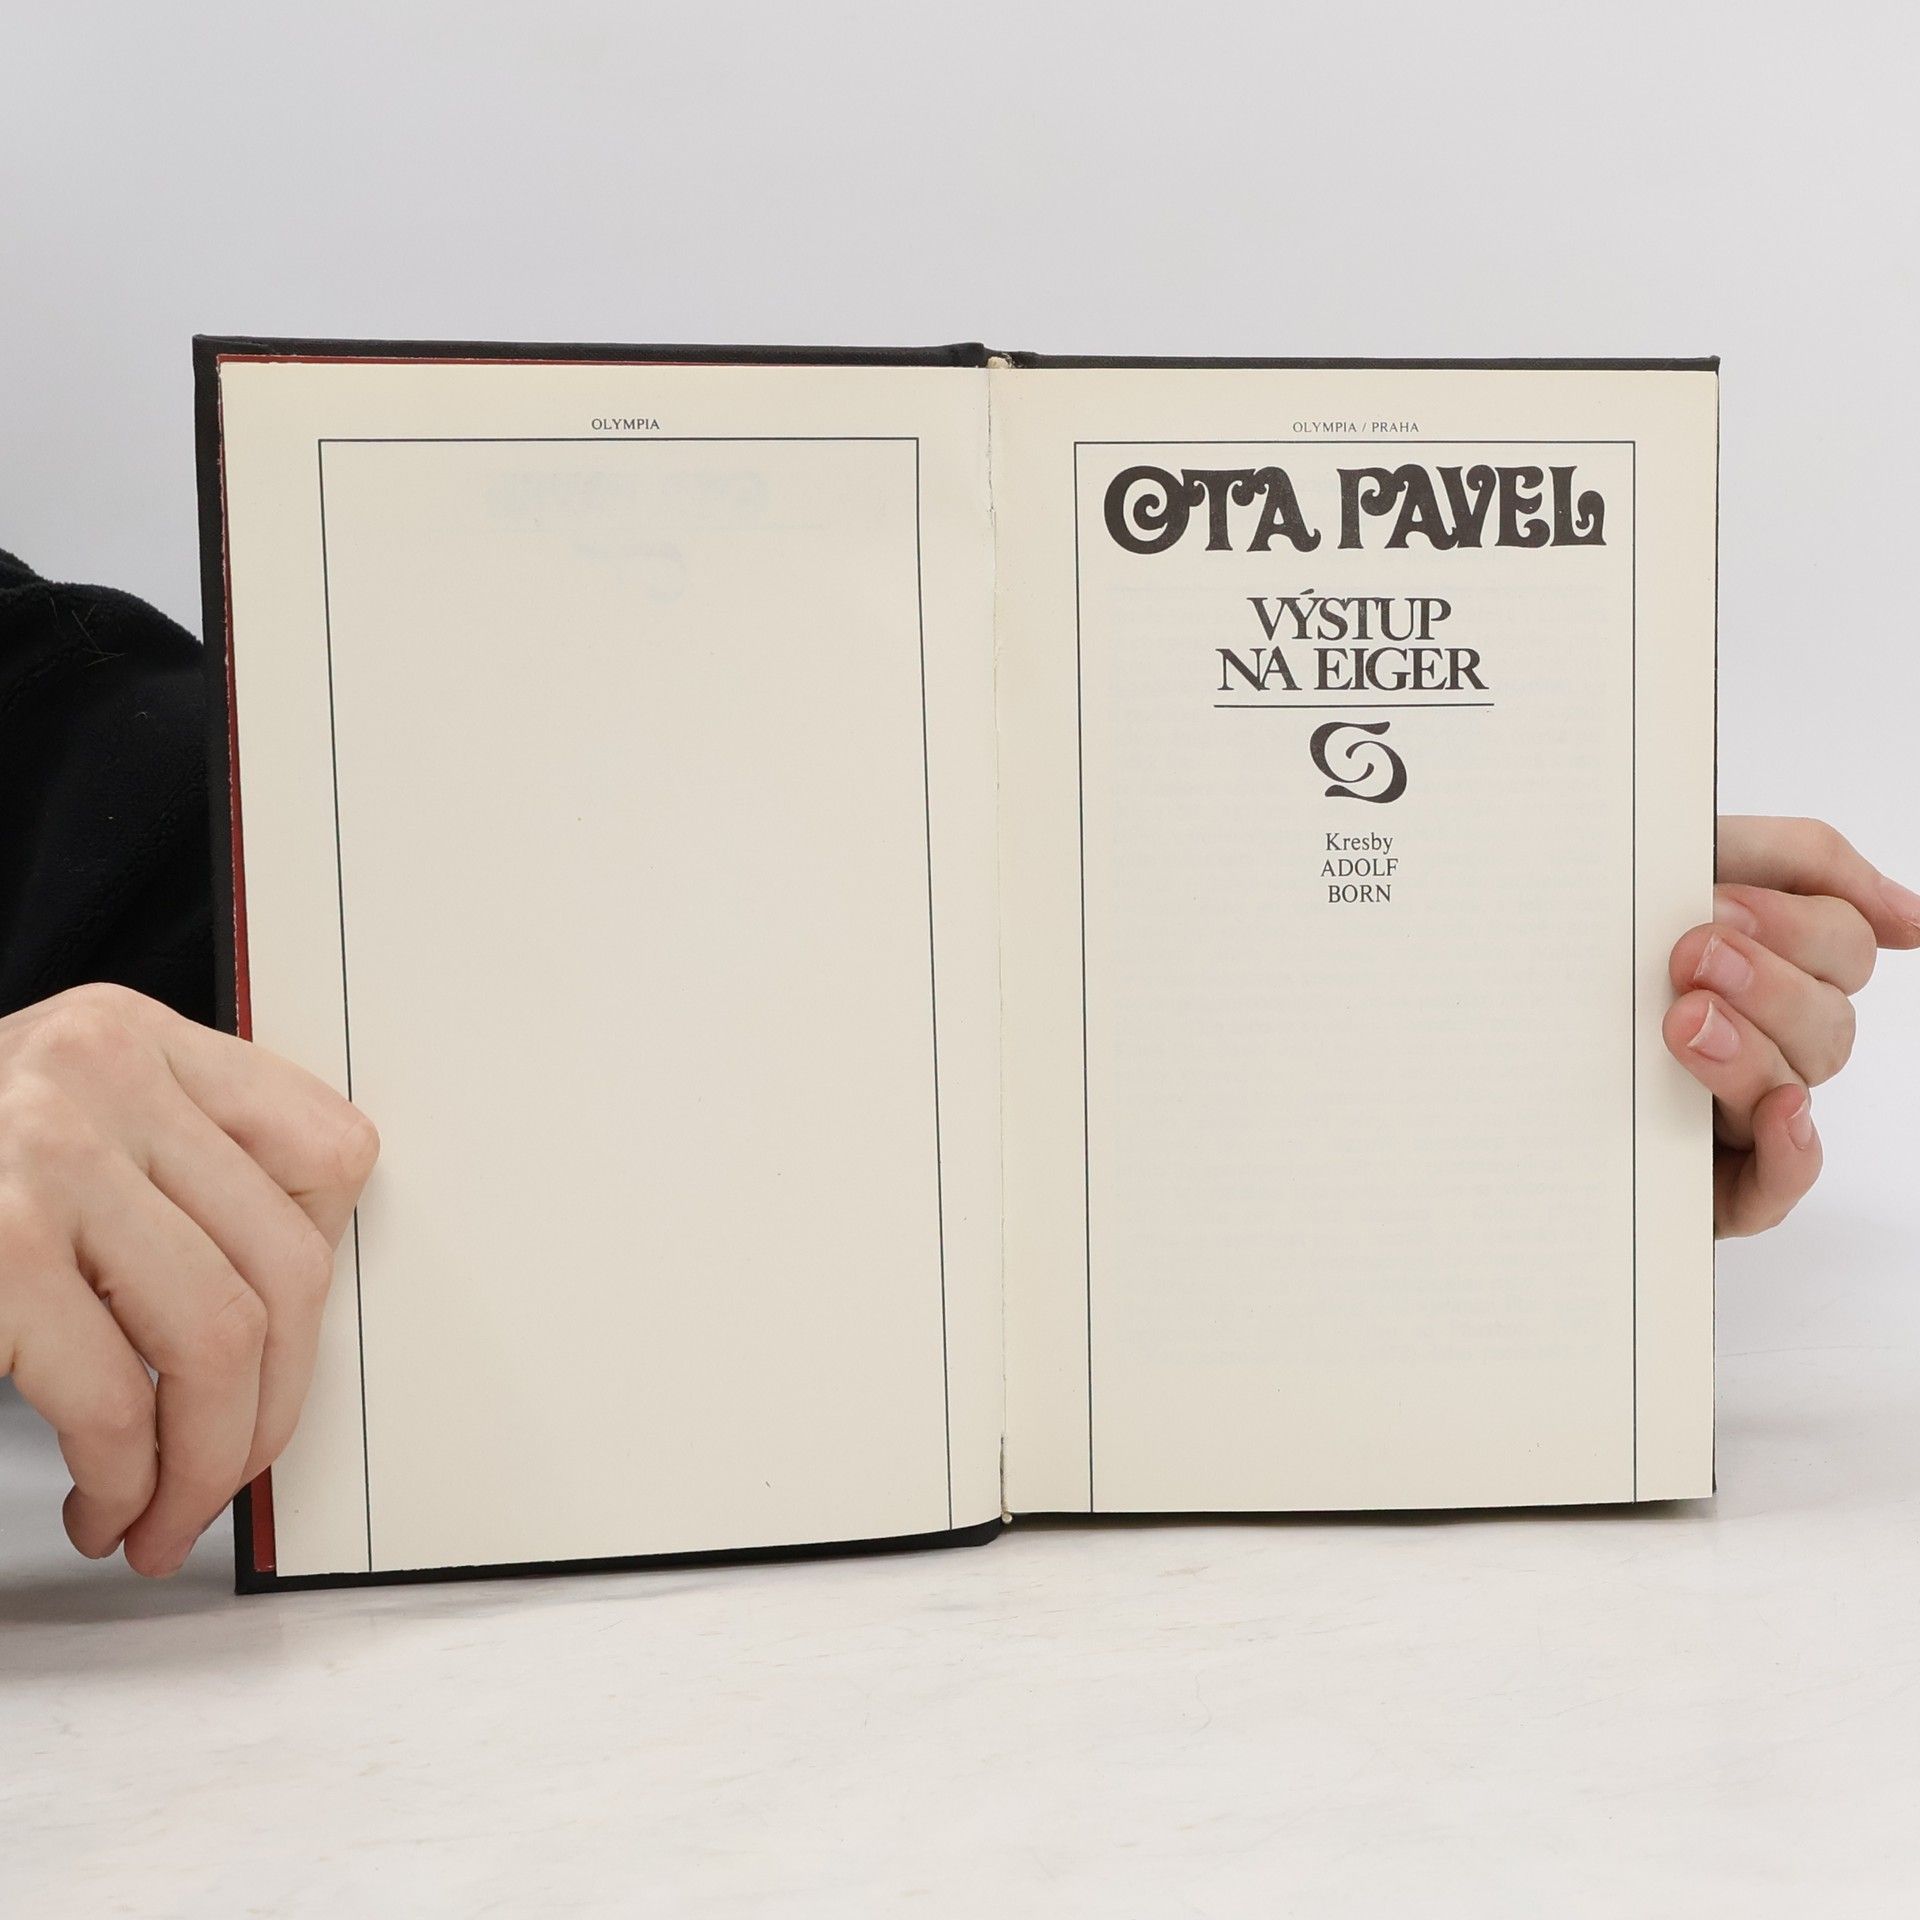 OLYMPIA
OLYMPIA / PRAHA
OTA PAVEL
VÝSTUP
NA EIGER
Kresby
ADOLF
BORN